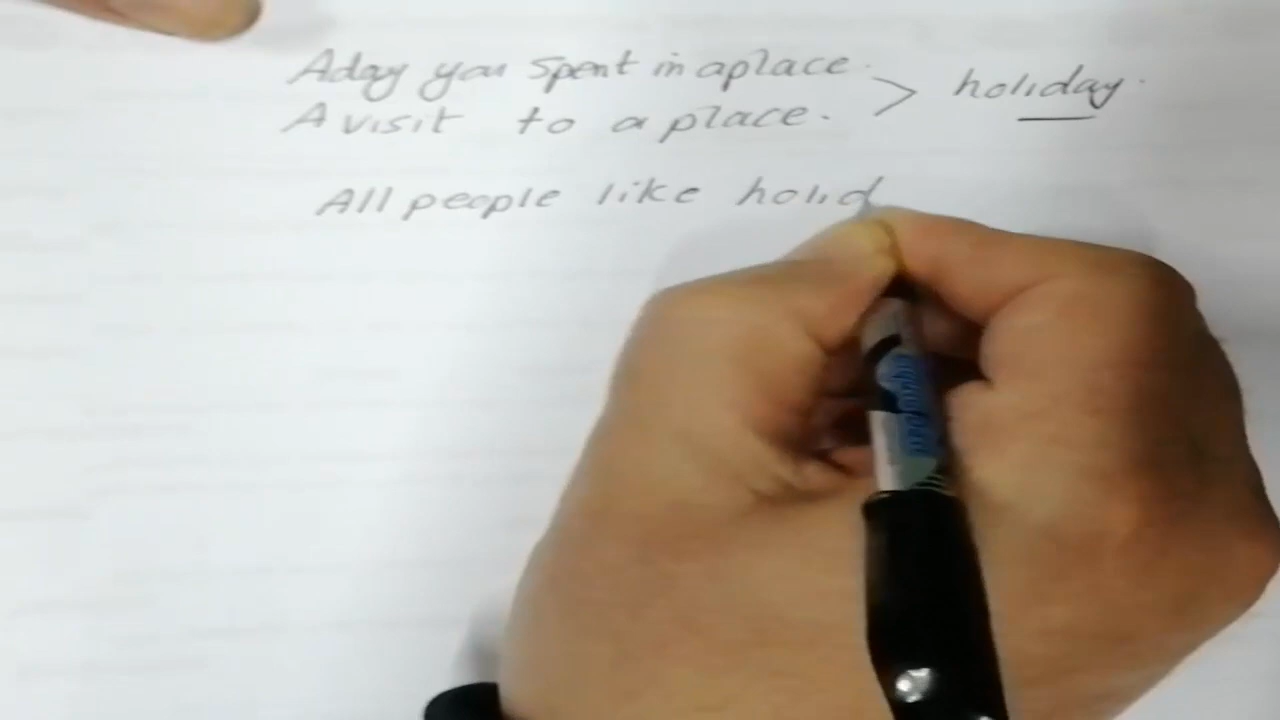 A day you spent in a place. > holiday.
A visit to a place.
All people like holid